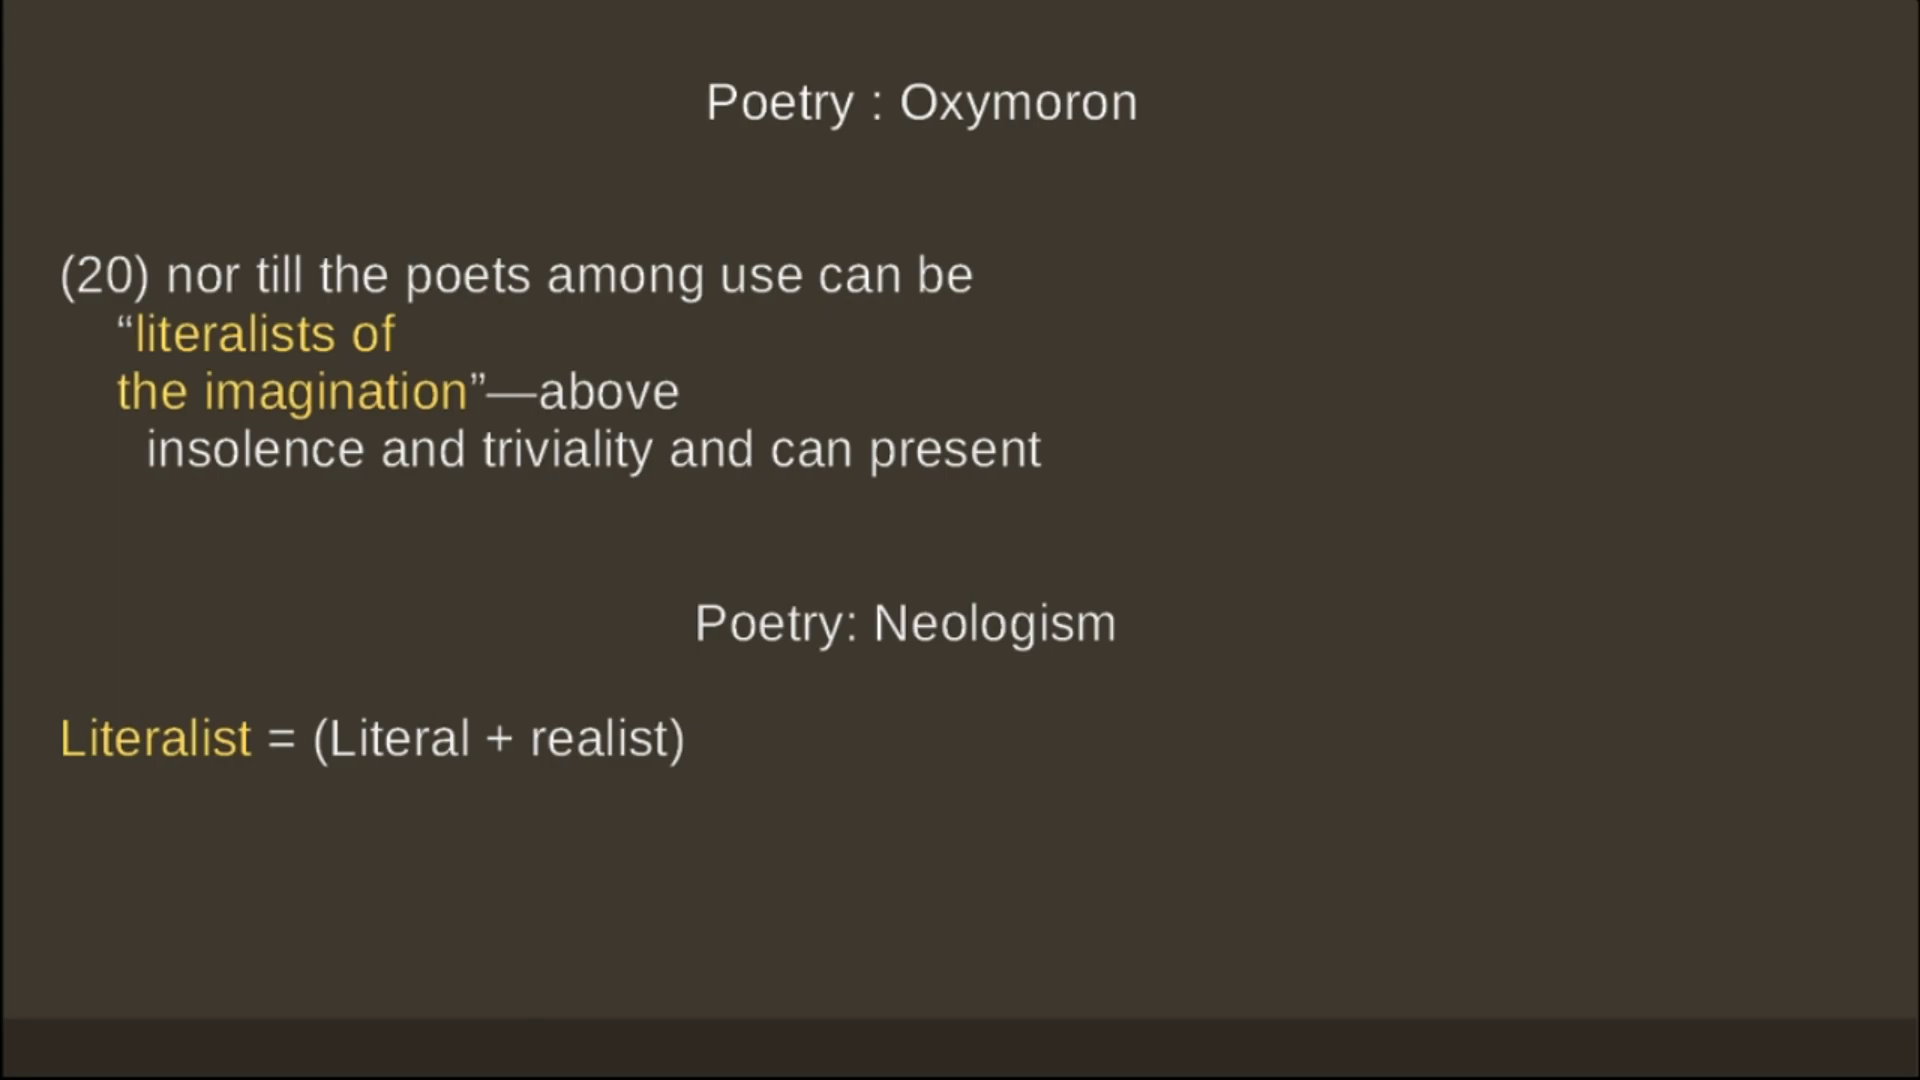 Poetry : Oxymoron
(20) nor till the poets among use can be
“literalists of
the imagination”—above
insolence and triviality and can present
Poetry: Neologism
Literalist = (Literal + realist)